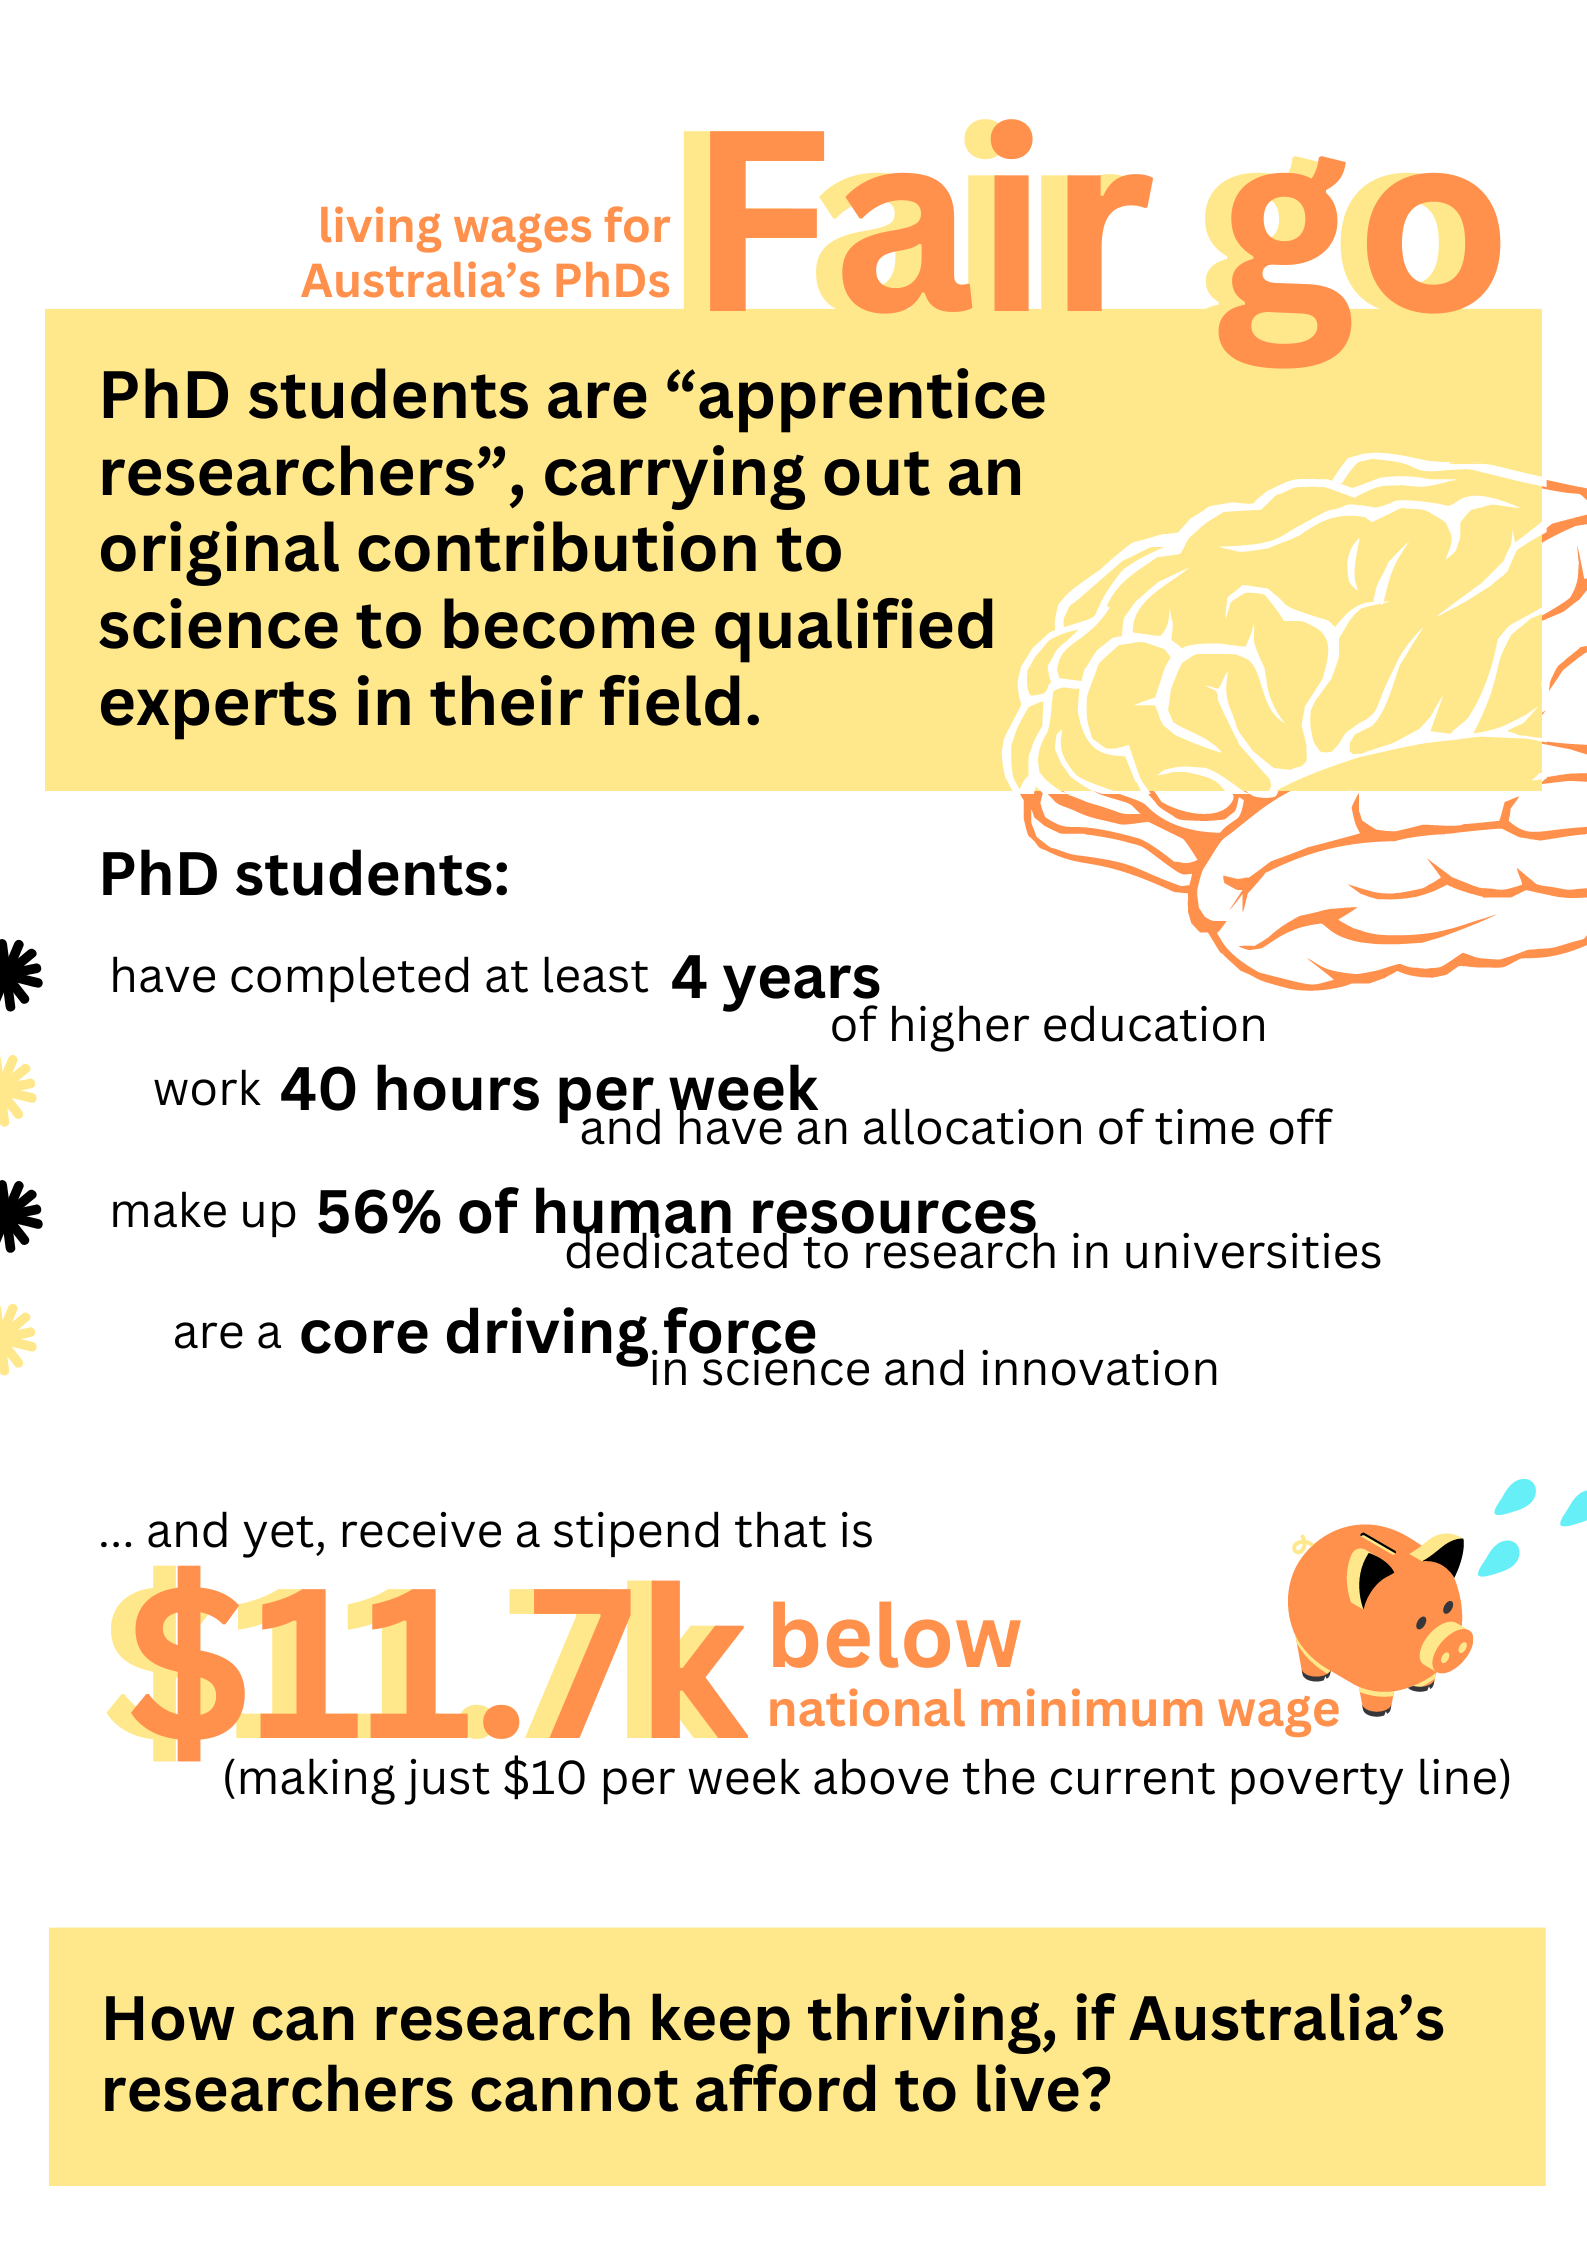 Fair go
living wages for
Australia’s PhDs
PhD students are “apprentice
researchers”, carrying out an
original contribution to
science to become qualified
experts in their field.
PhD students:
have completed at least 4 years
of higher education
work 40 hours per week
and have an allocation of time off
make up 56% of human resources
dedicated to research in universities
are a core driving force
in science and innovation
... and yet, receive a stipend that is
$11.7k below
national minimum wage
(making just $10 per week above the current poverty line)
How can research keep thriving, if Australia’s
researchers cannot afford to live?